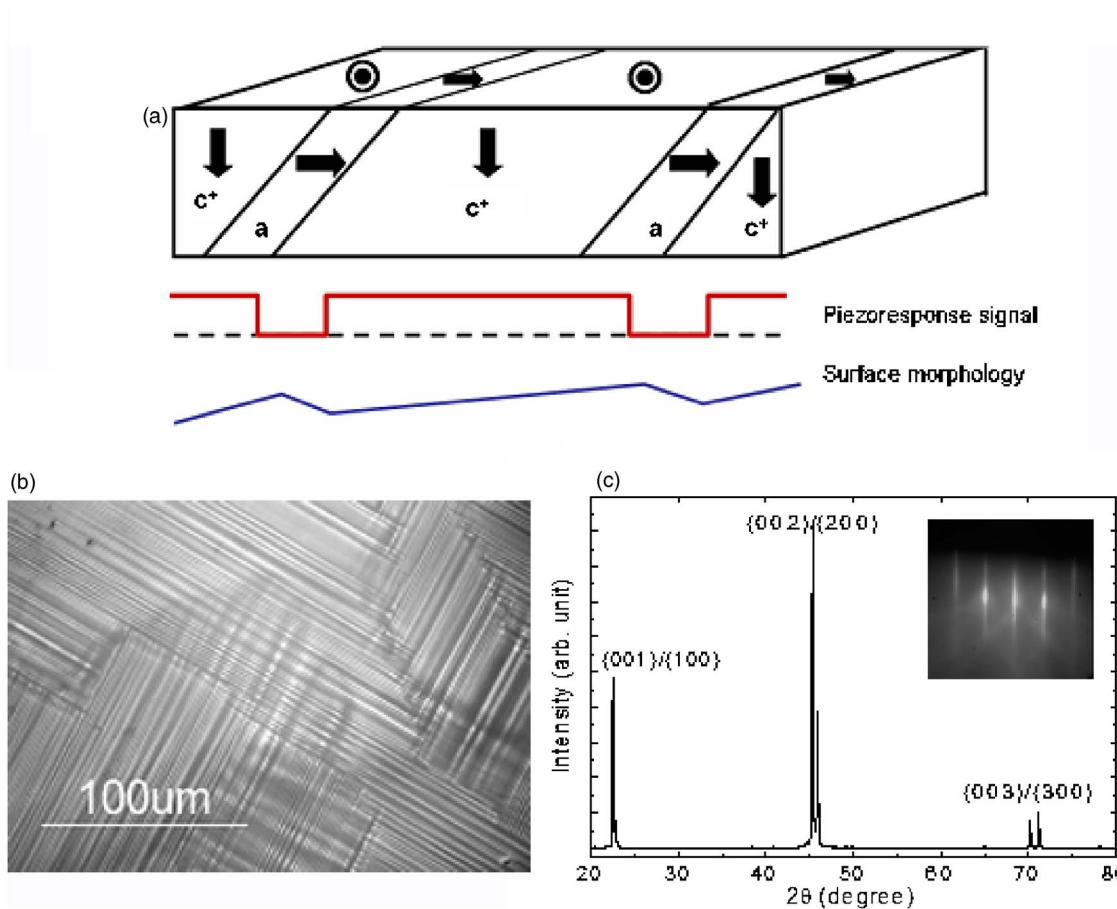 (a)
c+
a
c+
a
c+
Piezoresponse signal
Surface morphology
(b)
100um
(c)
{002}/{200}
{001}/{100}
{003}/{300}
Intensity (arb. unit)
20 30 40 50 60 70 80
2θ (degree)